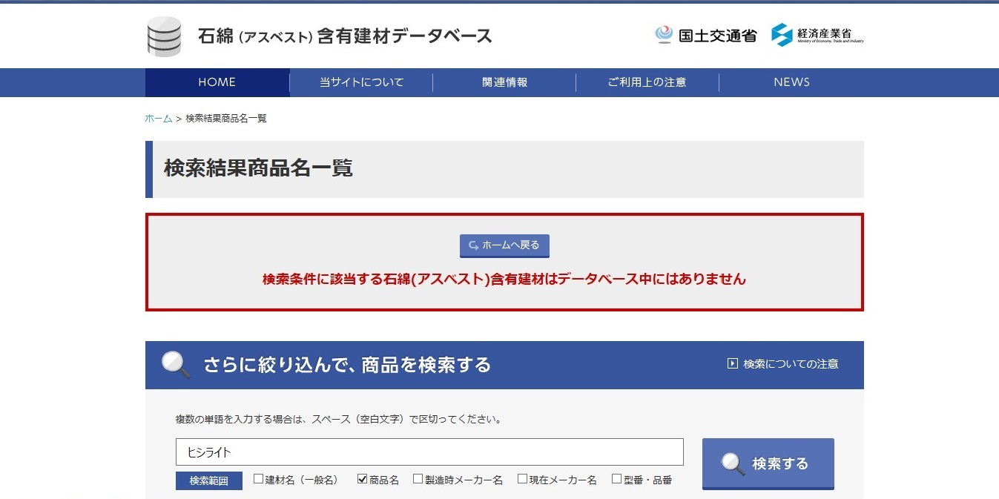 石綿（アスベスト）含有建材データベース
国土交通省
経済産業省
Ministry of Economy, Trade and Industry
HOME 当サイトについて 関連情報 ご利用上の注意 NEWS
ホーム > 検索結果商品名一覧
検索結果商品名一覧
ホームへ戻る
検索条件に該当する石綿(アスベスト)含有建材はデータベース中にはありません
さらに絞り込んで、商品を検索する
検索についての注意
複数の単語を入力する場合は、スペース（空白文字）で区切ってください。
ヒシライト
検索する
検索範囲 建材名（一般名） 商品名 製造時メーカー名 現在メーカー名 型番・品番